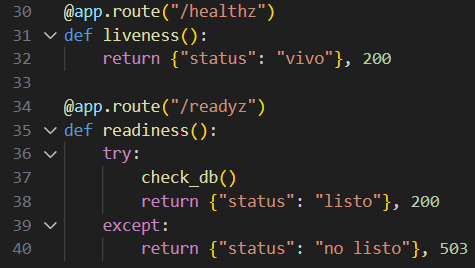 30 @app.route("/healthz")
31 def liveness():
32     return {"status": "vivo"}, 200
33
34 @app.route("/readyz")
35 def readiness():
36     try:
37         check_db()
38         return {"status": "listo"}, 200
39     except:
40         return {"status": "no listo"}, 503